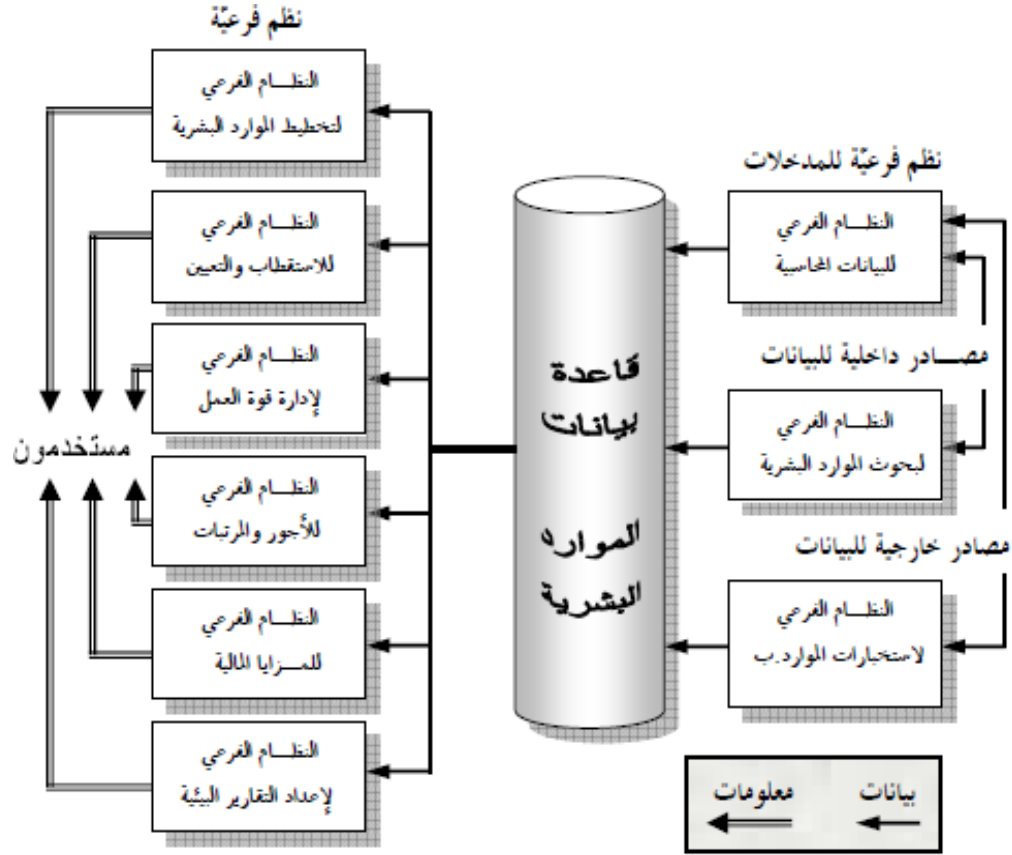 نظم فرعيّة
النظـــام الفرعي
لتخطيط الموارد البشرية
النظـــام الفرعي
للاستقطاب والتعيين
النظـــام الفرعي
لإدارة قوة العمل
مستخدمون
النظـــام الفرعي
للأجور والمرتبات
النظـــام الفرعي
للمـــزايا المالية
النظـــام الفرعي
لإعداد التقارير البيئية
قاعدة
بيانات
الموارد
البشرية
نظم فرعيّة للمدخلات
النظـــام الفرعي
للبيانات المحاسبية
مصـــادر داخلية للبيانات
النظـــام الفرعي
لبحوث الموارد البشرية
مصادر خارجية للبيانات
النظـــام الفرعي
لاستخبارات الموارد.ب
بيانات
معلومات